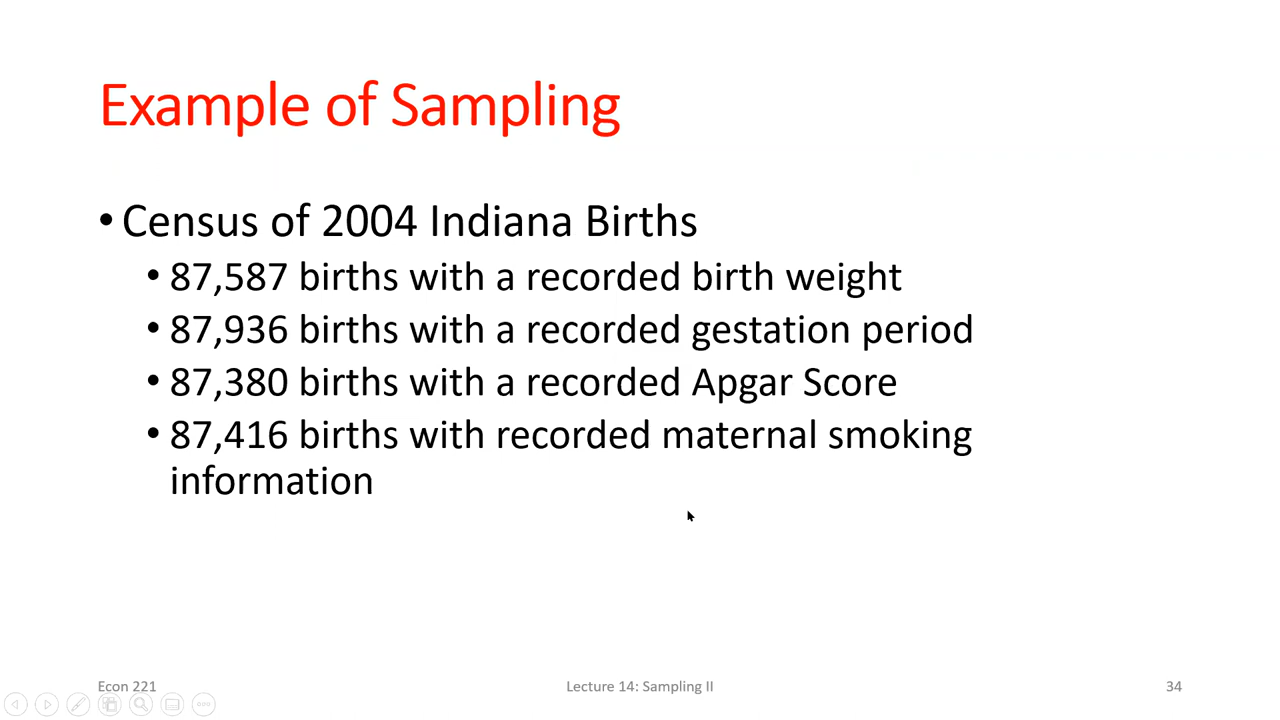 Example of Sampling
• Census of 2004 Indiana Births
• 87,587 births with a recorded birth weight
• 87,936 births with a recorded gestation period
• 87,380 births with a recorded Apgar Score
• 87,416 births with recorded maternal smoking
information
Econ 221
Lecture 14: Sampling II
34